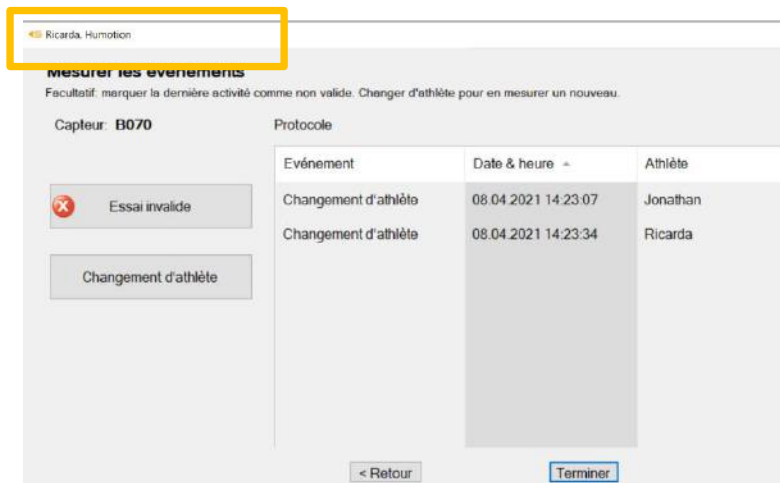 Ricarda. Humotion
Mesurer les événements
Facultatif: marquer la dernière activité comme non valide. Changer d'athlète pour en mesurer un nouveau.
Capteur: B070
Protocole
Evénement Date & heure Athlète
Essai invalide
Changement d'athlète 08.04.2021 14:23:07 Jonathan
Changement d'athlète 08.04.2021 14:23:34 Ricarda
Changement d'athlète
< Retour
Terminer